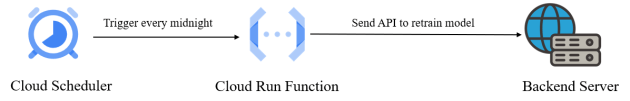 Trigger every midnight
Send API to retrain model
Cloud Scheduler
Cloud Run Function
Backend Server